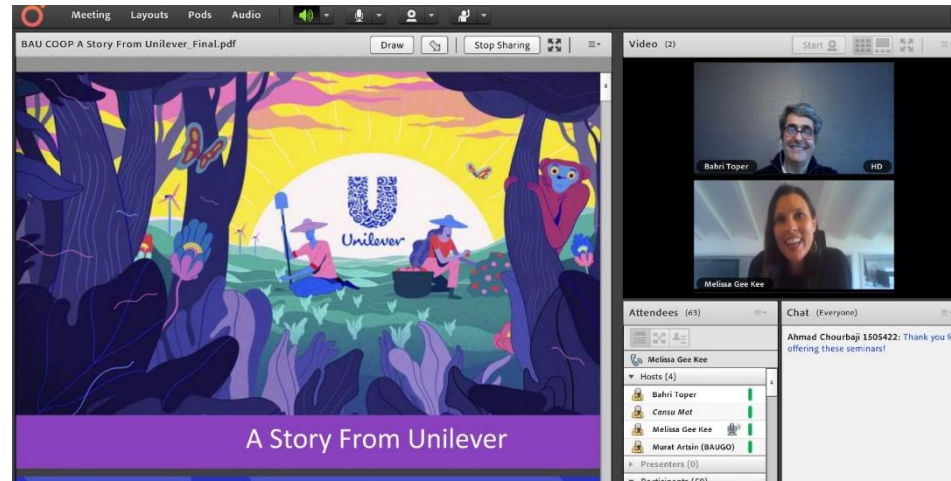 Meeting Layouts Pods Audio
BAU COOP A Story From Unilever_Final.pdf
Draw
Stop Sharing
Unilever
A Story From Unilever
Video (2)
Start
Bahri Toper
HD
Melissa Gee Kee
Attendees (63)
Melissa Gee Kee
Hosts (4)
Bahri Toper
Cansu Mat
Melissa Gee Kee
Murat Artsin (BAUGO)
Presenters (0)
Participants (59)
Chat (Everyone)
Ahmad Chourbaji 1505422: Thank you
offering these seminars!